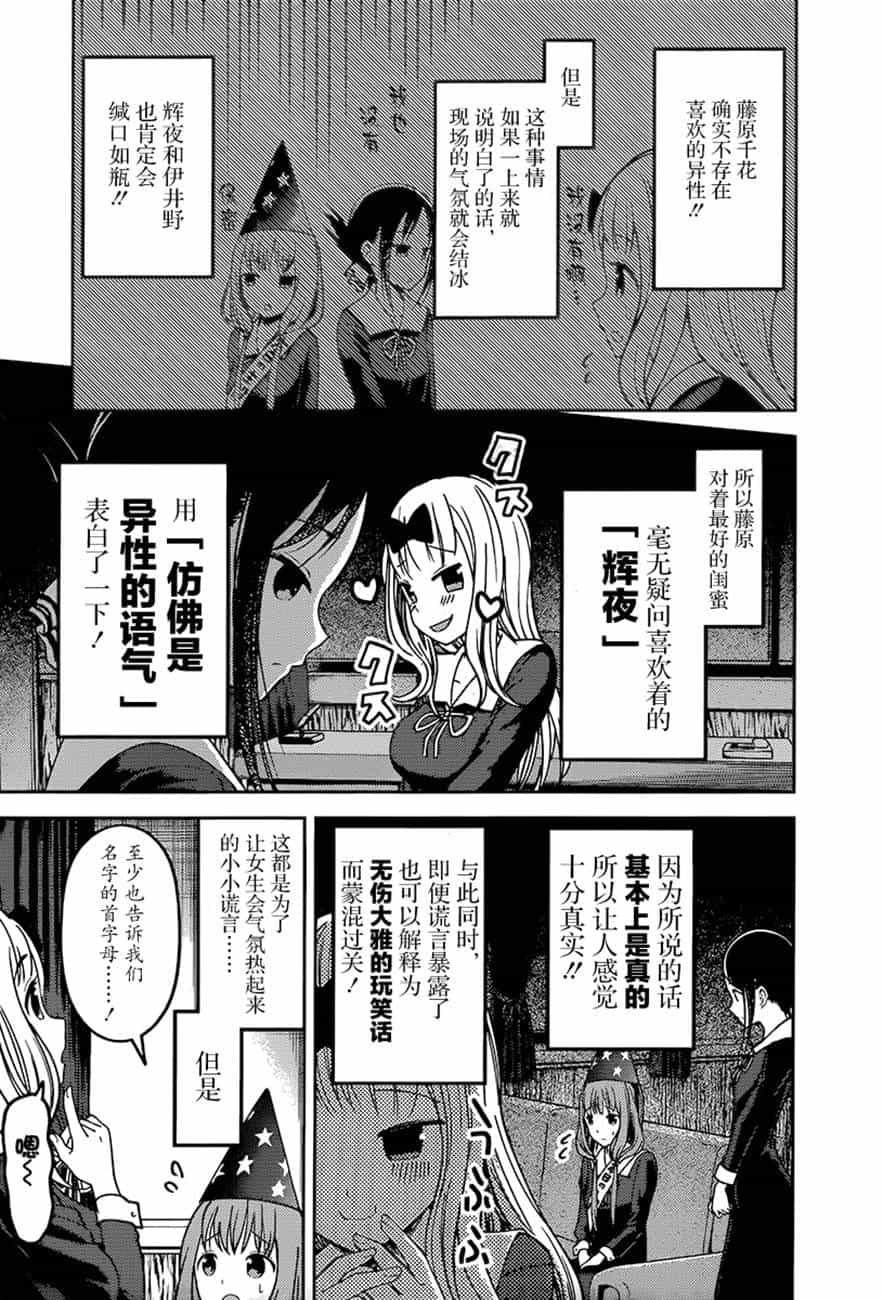 藤原千花
确实不存在
喜欢的异性!!
我没有啊…
但是
这种事情
如果一上来就
说明白了的话，
现场的气氛就会结冰
我也
没有
保密
辉夜和伊井野
也肯定会
缄口如瓶!!
所以藤原
对着最好的闺蜜
毫无疑问喜欢着的
「辉夜」
クス
クス
用「仿佛是
异性的语气」
表白了一下！
因为所说的话
基本上是真的
所以让人感觉
十分真实!!
与此同时，
即便谎言暴露了
也可以解释为
无伤大雅的玩笑话
而蒙混过关！
うふふ
这都是为了
让女生会气氛热起来
的小小谎言……
但是
至少也告诉我们
名字的首字母
……！
嗯～